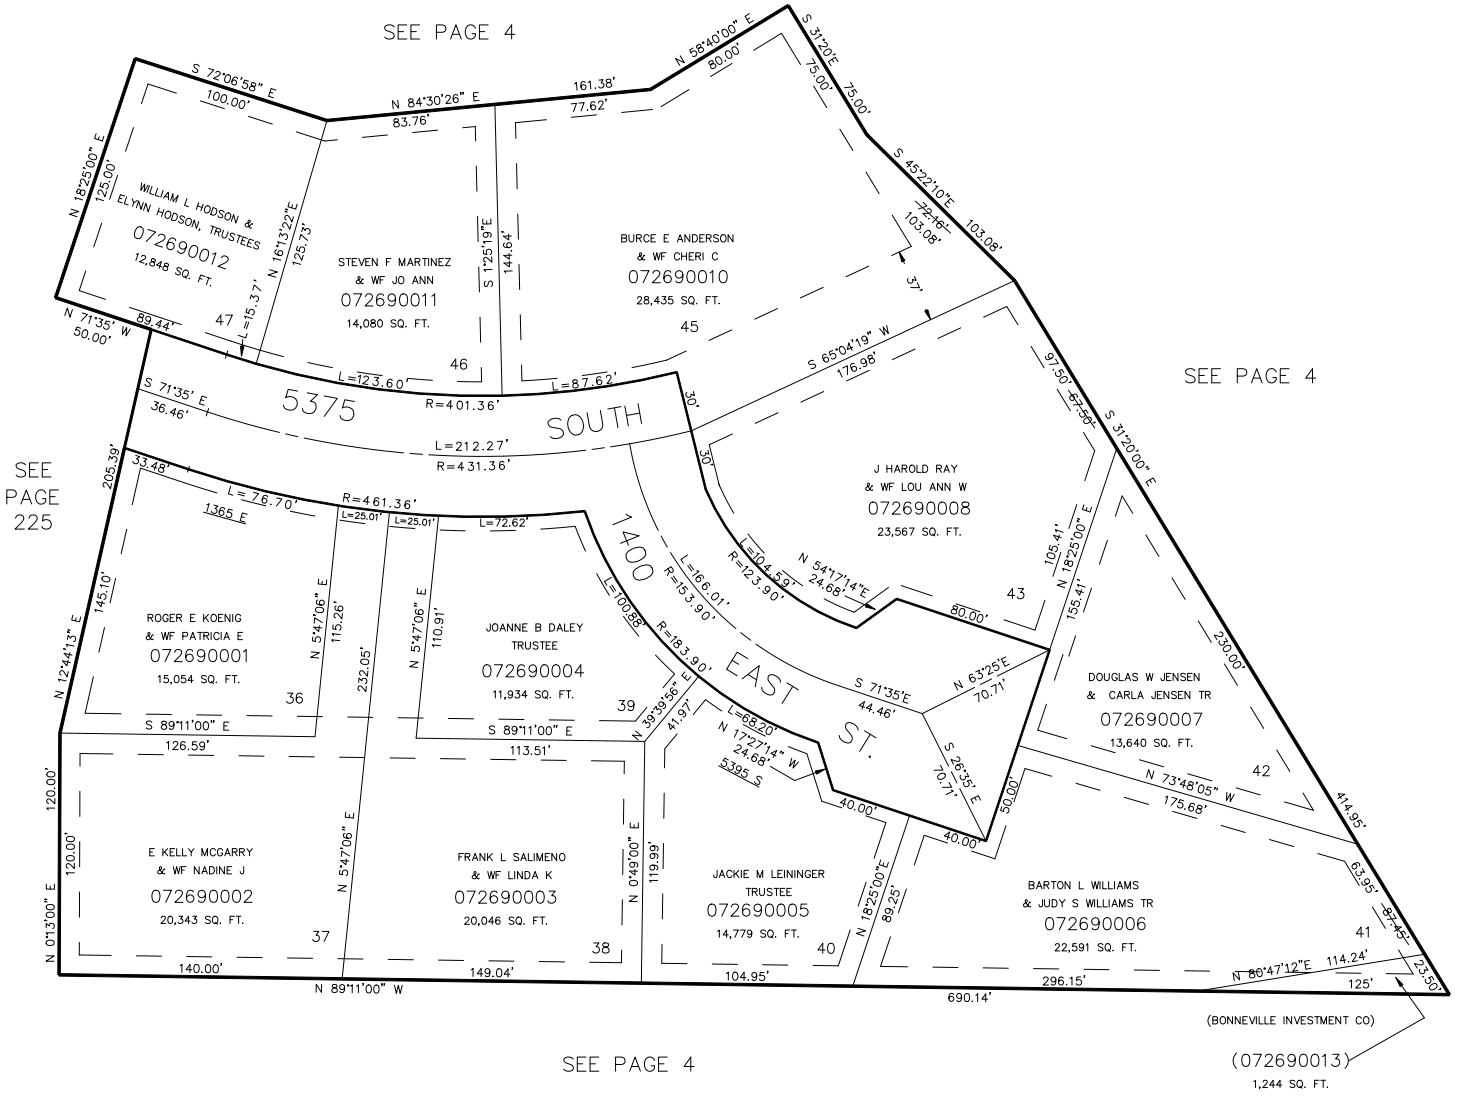 SEE PAGE 4
S 72°06'58" E
100.00'
N 84°30'26" E
83.76'
161.38'
77.62'
N 58°40'00" E
80.00'
S 31°20'E
75.00'
75.00'
S 45°22'10"E
72.16'
103.08'
103.08'
N 18°25'00" E
125.00'
WILLIAM L HODSON &
ELYNN HODSON, TRUSTEES
072690012
12,848 SQ. FT.
N 16°13'22"E
125.73'
STEVEN F MARTINEZ
& WF JO ANN
072690011
14,080 SQ. FT.
S 1°25'19"E
144.64'
BURCE E ANDERSON
& WF CHERI C
072690010
28,435 SQ. FT.
45
37'
N 71°35' W
50.00'
89.44'
47
L=15.37'
46
L=123.60'
R=401.36'
L=87.62'
30'
S 65°04'19" W
176.98'
97.50'
67.50'
S 31°20'00" E
SEE PAGE 4
S 71°35' E
36.46'
5375
SOUTH
L=212.27'
R=431.36'
30'
SEE
PAGE
225
205.39'
33.48'
L= 76.70'
1365 E
R=461.36'
L=25.01'
L=25.01'
L=72.62'
1400
J HAROLD RAY
& WF LOU ANN W
072690008
23,567 SQ. FT.
43
L=104.59'
R=123.90'
N 54°17'14"E
24.68'
80.00'
105.41'
N 18°25'00" E
155.41'
L=166.01'
R=153.90'
L=100.88'
R=183.90'
145.10'
N 12°44'13" E
ROGER E KOENIG
& WF PATRICIA E
072690001
15,054 SQ. FT.
36
N 5°47'06" E
115.26'
232.05'
N 5°47'06" E
110.91'
JOANNE B DALEY
TRUSTEE
072690004
11,934 SQ. FT.
39
N 39°39'56" E
41.97'
EAST
ST.
S 71°35'E
44.46'
N 63°25'E
70.71'
S 26°35' E
70.71'
230.00'
DOUGLAS W JENSEN
& CARLA JENSEN TR
072690007
13,640 SQ. FT.
42
S 89°11'00" E
126.59'
S 89°11'00" E
113.51'
L=68.20'
N 17°27'14" W
24.68'
5395 S
40.00'
40.00'
50.00'
N 73°48'05" W
175.68'
414.95'
120.00'
120.00'
N 0°13'00" E
E KELLY MCGARRY
& WF NADINE J
072690002
20,343 SQ. FT.
37
N 5°47'06" E
FRANK L SALIMENO
& WF LINDA K
072690003
20,046 SQ. FT.
38
N 0°49'00" E
119.99'
JACKIE M LEININGER
TRUSTEE
072690005
14,779 SQ. FT.
40
N 18°25'00"E
89.25'
BARTON L WILLIAMS
& JUDY S WILLIAMS TR
072690006
22,591 SQ. FT.
41
63.95'
87.45'
23.50'
N 80°47'12"E
114.24'
140.00'
149.04'
104.95'
296.15'
125'
N 89°11'00" W
690.14'
(BONNEVILLE INVESTMENT CO)
(072690013)
1,244 SQ. FT.
SEE PAGE 4